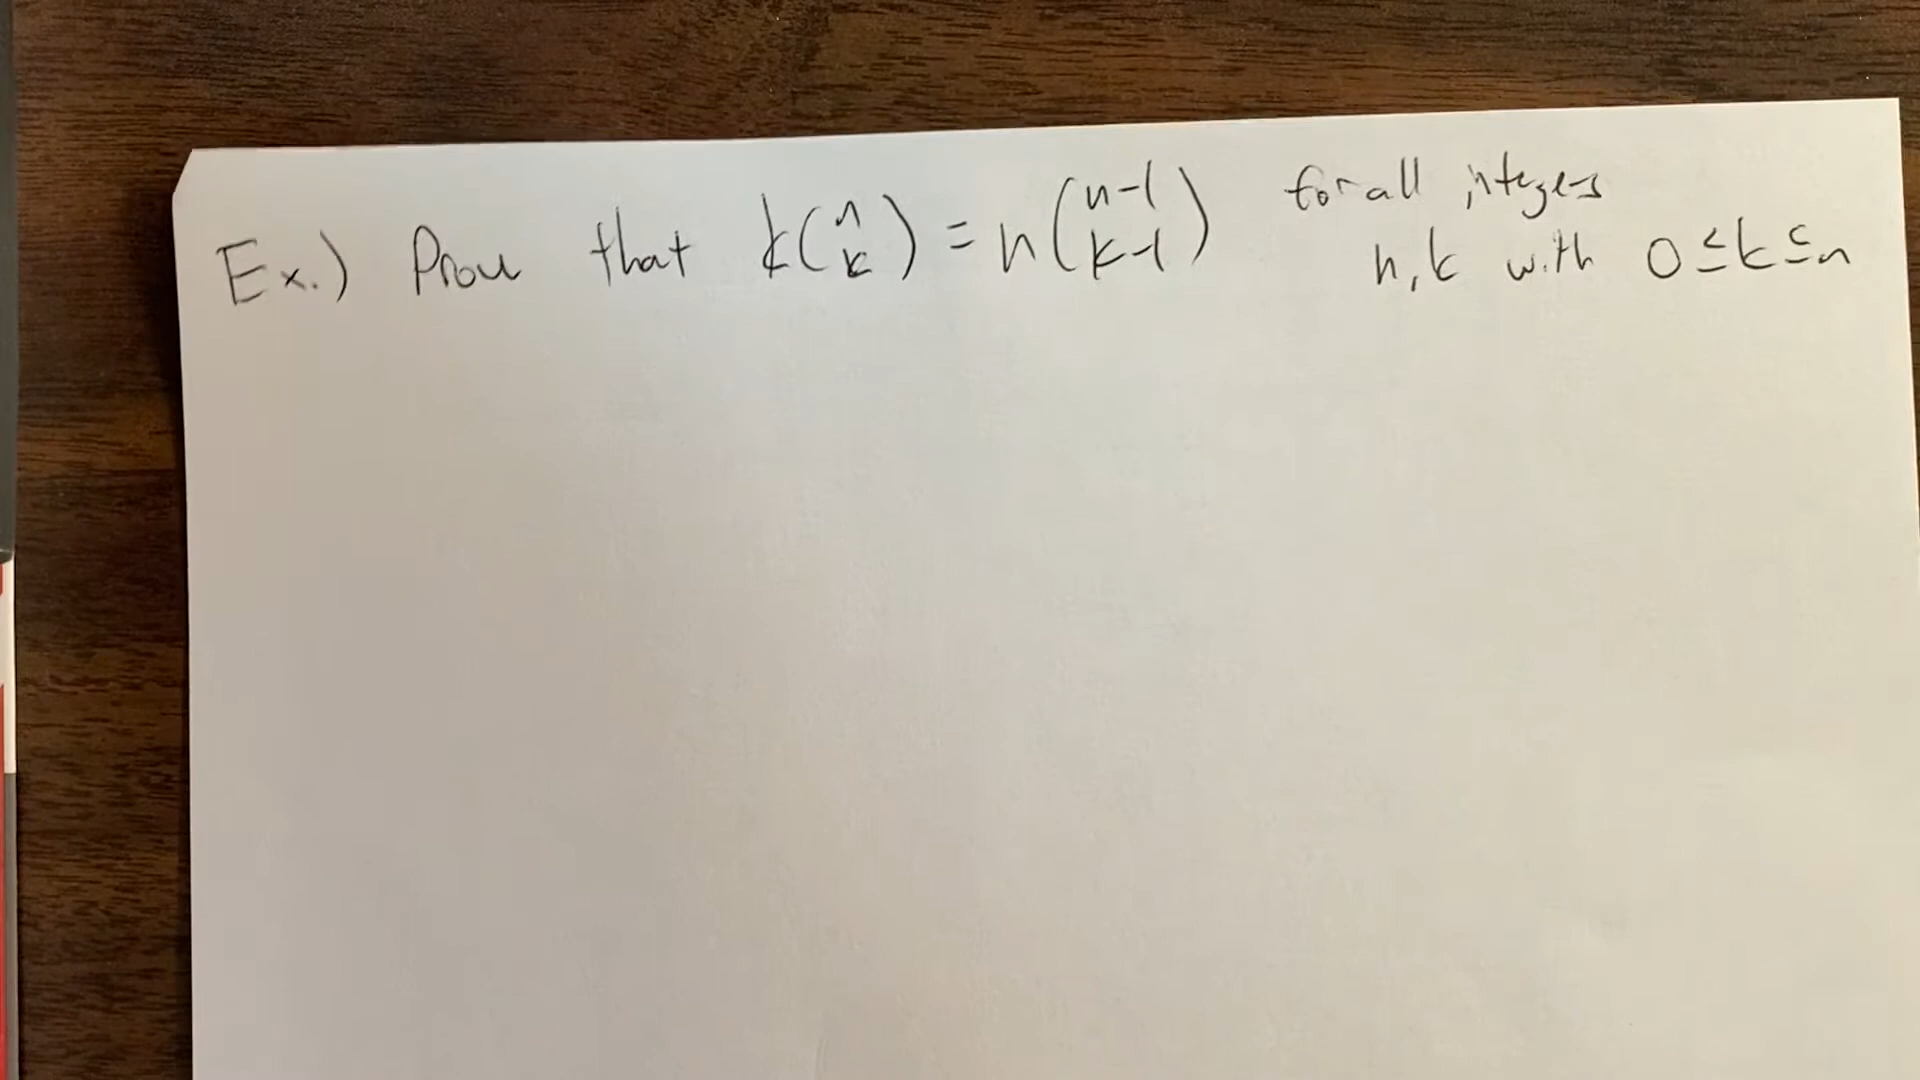 Ex.) Prove that k(n k) = n(n-1 k-1) for all integers
n,k with 0≤k≤n